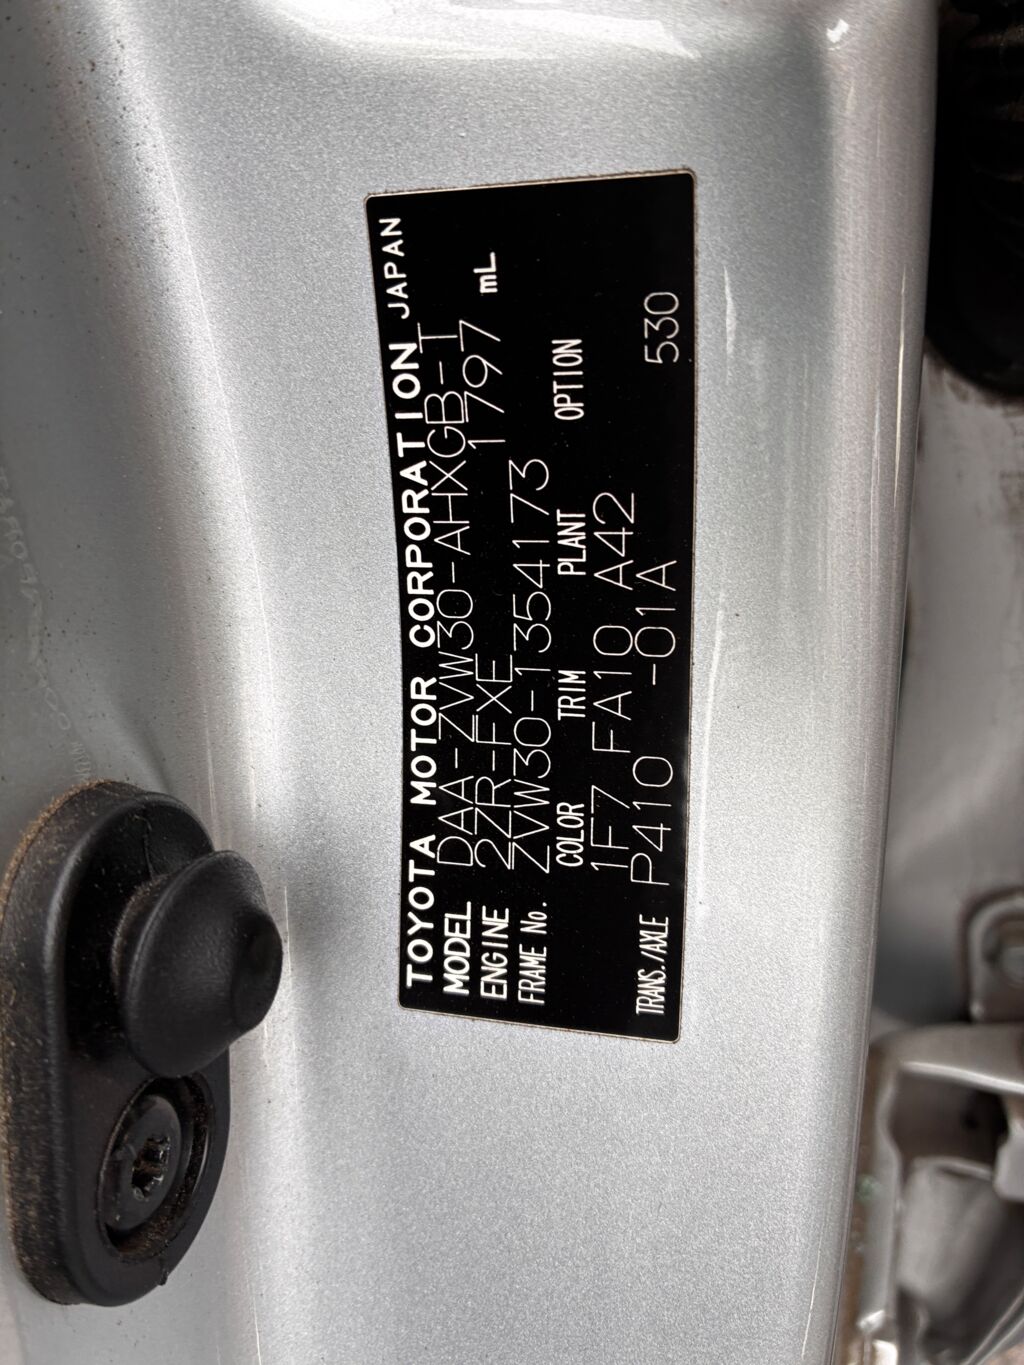 TOYOTA MOTOR CORPORATION JAPAN
MODEL DAA-ZVW30-AHXGB-T
ENGINE 2ZR-FXE 1797 mL
FRAME No. ZVW30-1354173
COLOR TRIM PLANT OPTION
1F7 FA10 A42
TRANS./AXLE P410 -01A 530